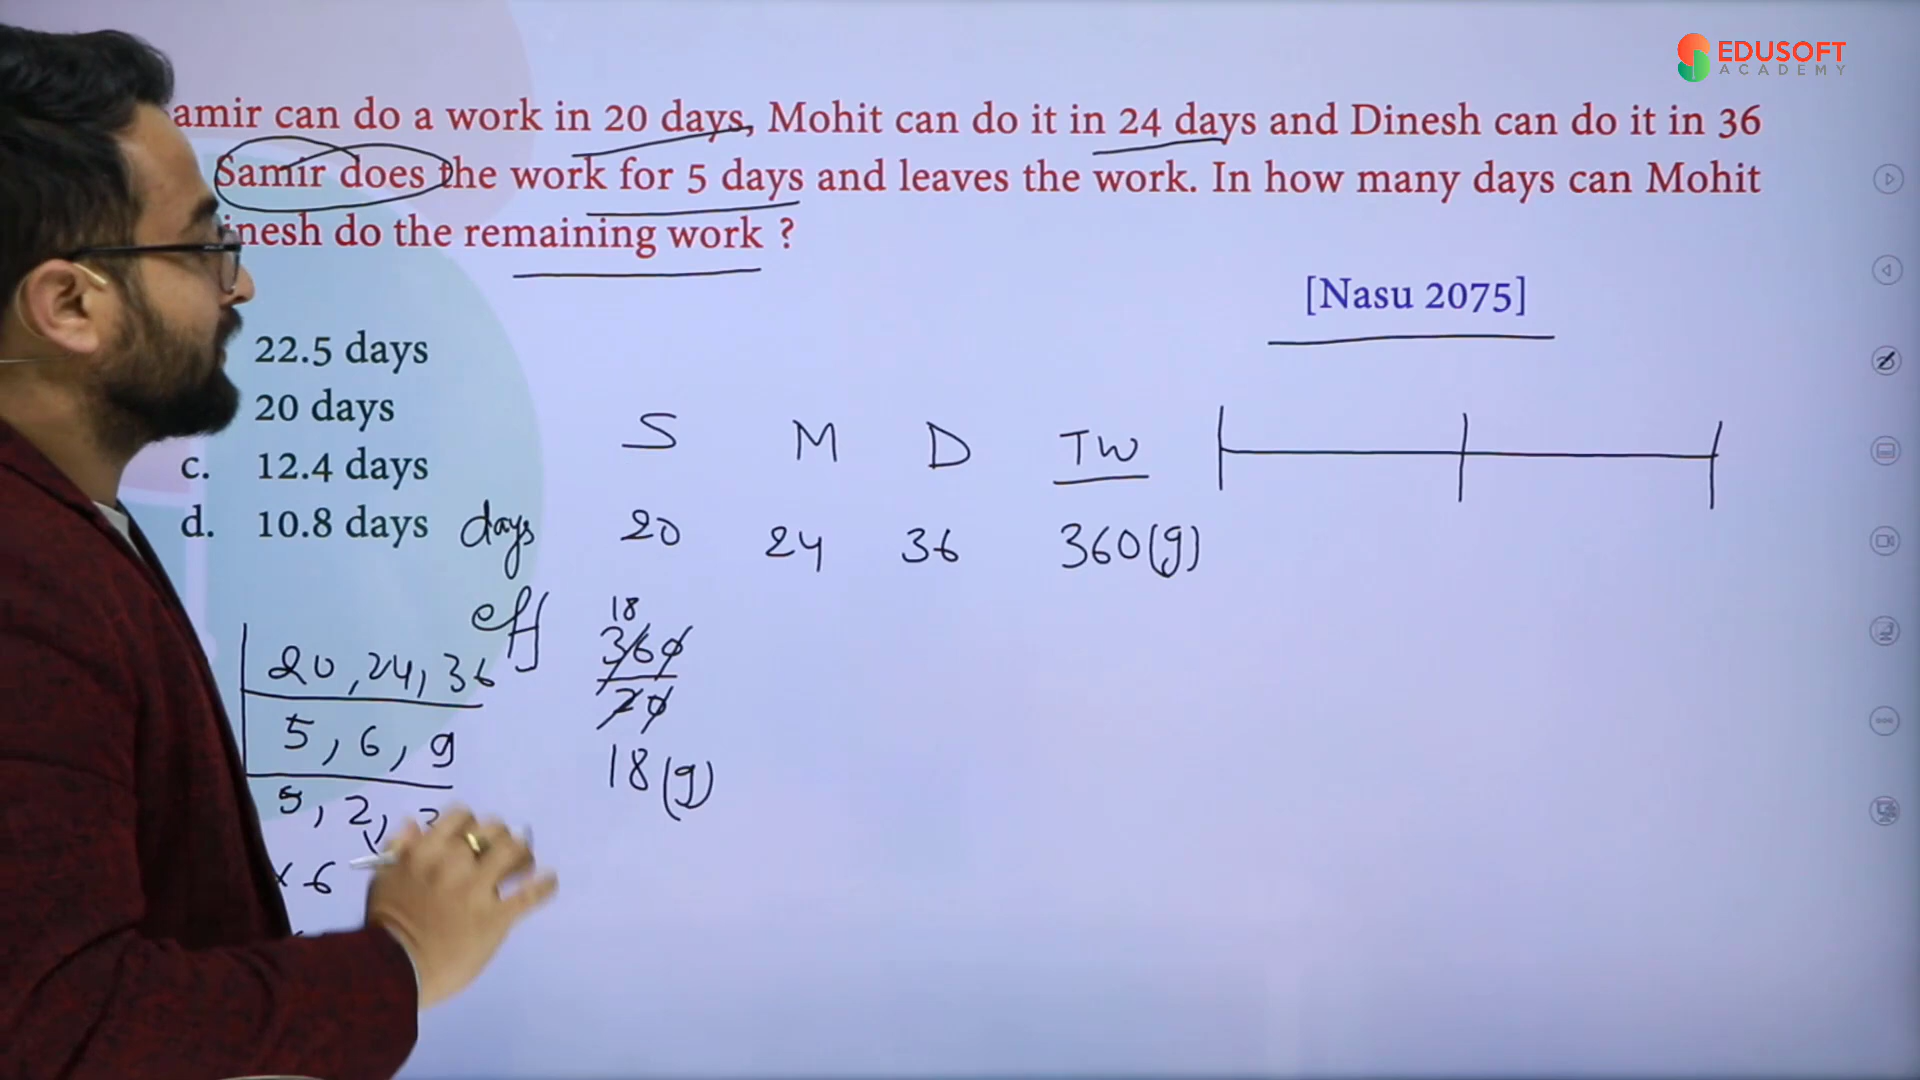 EDUSOFT
ACADEMY
amir can do a work in 20 days, Mohit can do it in 24 days and Dinesh can do it in 36
Samir does the work for 5 days and leaves the work. In how many days can Mohit
inesh do the remaining work ?
[Nasu 2075]
22.5 days
20 days
c. 12.4 days
d. 10.8 days
S M D TW
days 20 24 36 360(g)
eff 18
360
20
18(g)
20, 24, 36
5, 6, 9
5, 2,
x 6